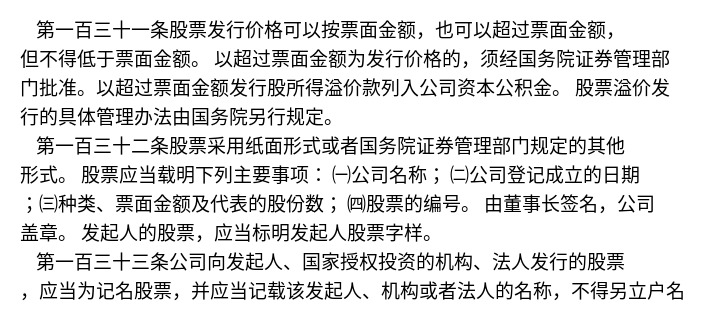 第一百三十一条股票发行价格可以按票面金额，也可以超过票面金额，
但不得低于票面金额。 以超过票面金额为发行价格的，须经国务院证券管理部
门批准。以超过票面金额发行股所得溢价款列入公司资本公积金。 股票溢价发
行的具体管理办法由国务院另行规定。
第一百三十二条股票采用纸面形式或者国务院证券管理部门规定的其他
形式。 股票应当载明下列主要事项： ㈠公司名称； ㈡公司登记成立的日期
；㈢种类、票面金额及代表的股份数； ㈣股票的编号。 由董事长签名，公司
盖章。 发起人的股票，应当标明发起人股票字样。
第一百三十三条公司向发起人、国家授权投资的机构、法人发行的股票
，应当为记名股票，并应当记载该发起人、机构或者法人的名称，不得另立户名